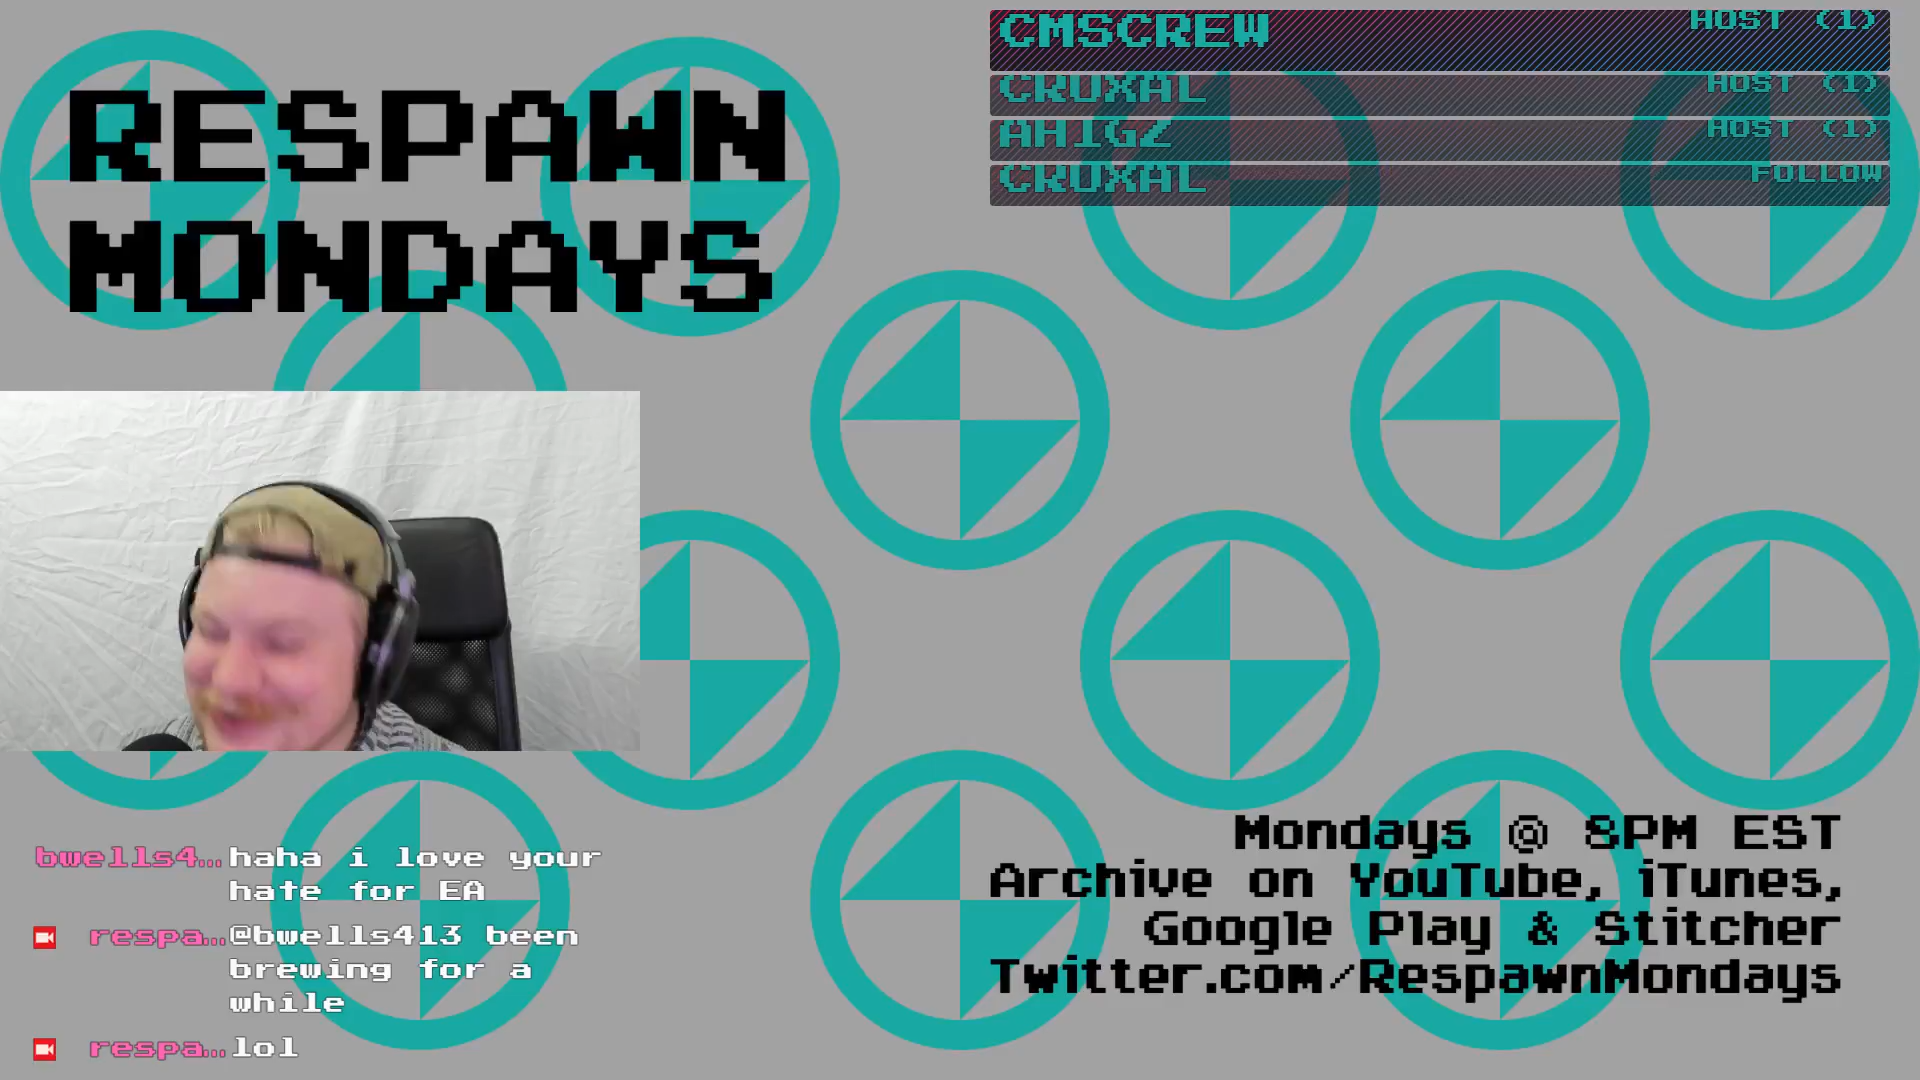 RESPAWN
MONDAYS
CMSCREW HOST (1)
CRUXAL HOST (1)
AHIGZ HOST (1)
CRUXAL FOLLOW
bwells4… haha i love your
hate for EA
respa… @bwells413 been
brewing for a
while
respa… lol
Mondays @ 8PM EST
Archive on YouTube, iTunes,
Google Play & Stitcher
Twitter.com/RespawnMondays